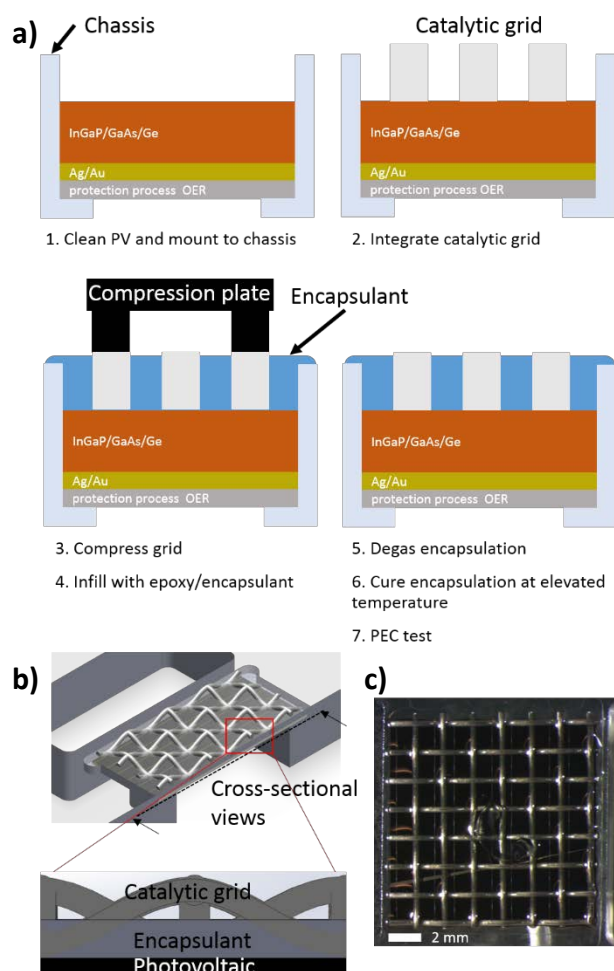 a)
Chassis
Catalytic grid
InGaP/GaAs/Ge
Ag/Au
protection process OER
InGaP/GaAs/Ge
Ag/Au
protection process OER
1. Clean PV and mount to chassis
2. Integrate catalytic grid
Compression plate
Encapsulant
InGaP/GaAs/Ge
Ag/Au
protection process OER
InGaP/GaAs/Ge
Ag/Au
protection process OER
3. Compress grid
4. Infill with epoxy/encapsulant
5. Degas encapsulation
6. Cure encapsulation at elevated
temperature
7. PEC test
b)
Cross-sectional
views
Catalytic grid
Encapsulant
Photovoltaic
c)
2 mm